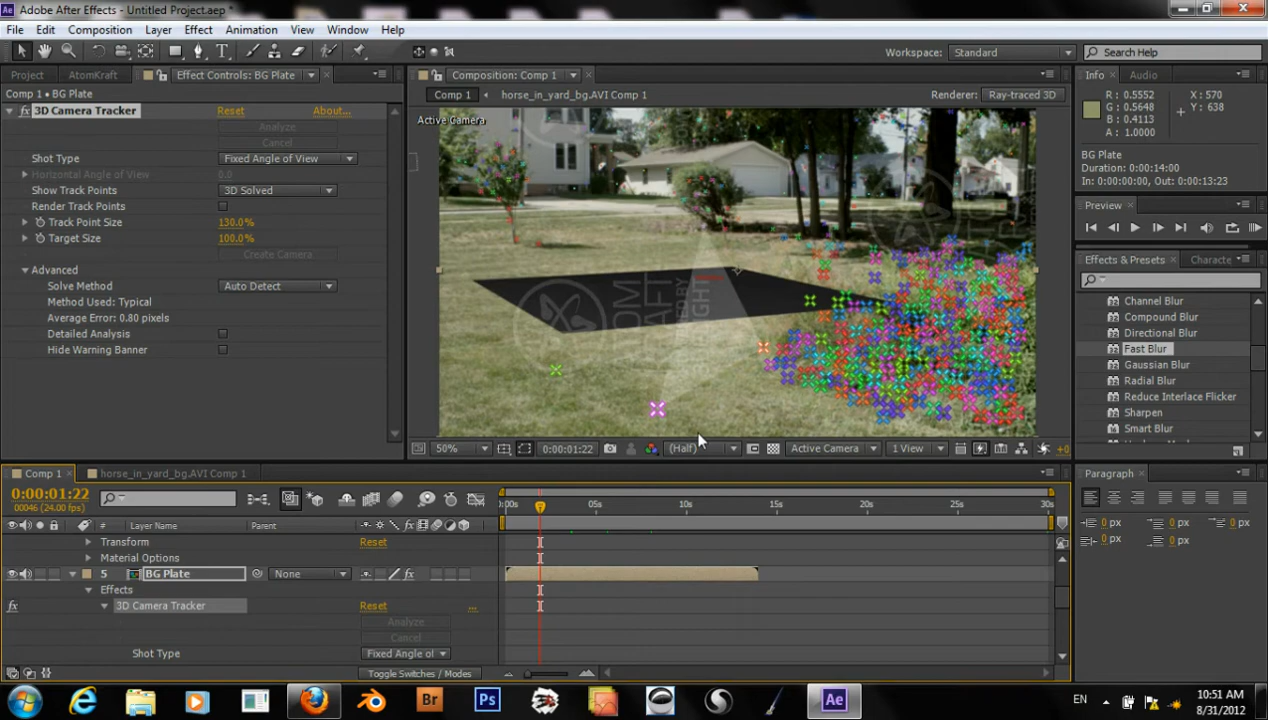 Adobe After Effects - Untitled Project.aep *
File Edit Composition Layer Effect Animation View Window Help
Workspace: Standard Search Help
Project AtomKraft Effect Controls: BG Plate
Composition: Comp 1
Info Audio
Comp 1 • BG Plate
Comp 1 horse_in_yard_bg.AVI Comp 1
Renderer: Ray-traced 3D
3D Camera Tracker Reset About...
Analyze
Cancel
Shot Type Fixed Angle of View
Horizontal Angle of View 0.0
Show Track Points 3D Solved
Render Track Points
Track Point Size 130.0%
Target Size 100.0%
Create Camera
Advanced
Solve Method Auto Detect
Method Used: Typical
Average Error: 0.80 pixels
Detailed Analysis
Hide Warning Banner
Active Camera
50% 0:00:01:22 (Half) Active Camera 1 View +0
R: 0.5552 X: 570
G: 0.5648 Y: 638
B: 0.4113
A: 1.0000
BG Plate
Duration: 0:00:14:00
In: 0:00:00:00, Out: 0:00:13:23
Preview
Effects & Presets Characte
Channel Blur
Compound Blur
Directional Blur
Fast Blur
Gaussian Blur
Radial Blur
Reduce Interlace Flicker
Sharpen
Smart Blur
Comp 1 horse_in_yard_bg.AVI Comp 1
0:00:01:22
00046 (24.00 fps)
:00s 05s 10s 15s 20s 25s 30s
# Layer Name Parent
Transform Reset
Material Options
5 BG Plate None
Effects
3D Camera Tracker Reset ...
Analyze
Cancel
Shot Type Fixed Angle of
Toggle Switches / Modes
Paragraph
0 px 0 px 0 px
0 px 0 px
Br Ps Ae
EN
10:51 AM
8/31/2012